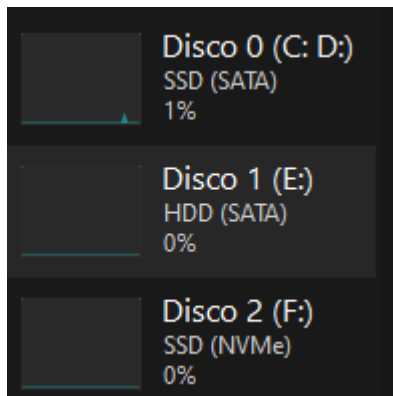 Disco 0 (C: D:)
SSD (SATA)
1%
Disco 1 (E:)
HDD (SATA)
0%
Disco 2 (F:)
SSD (NVMe)
0%